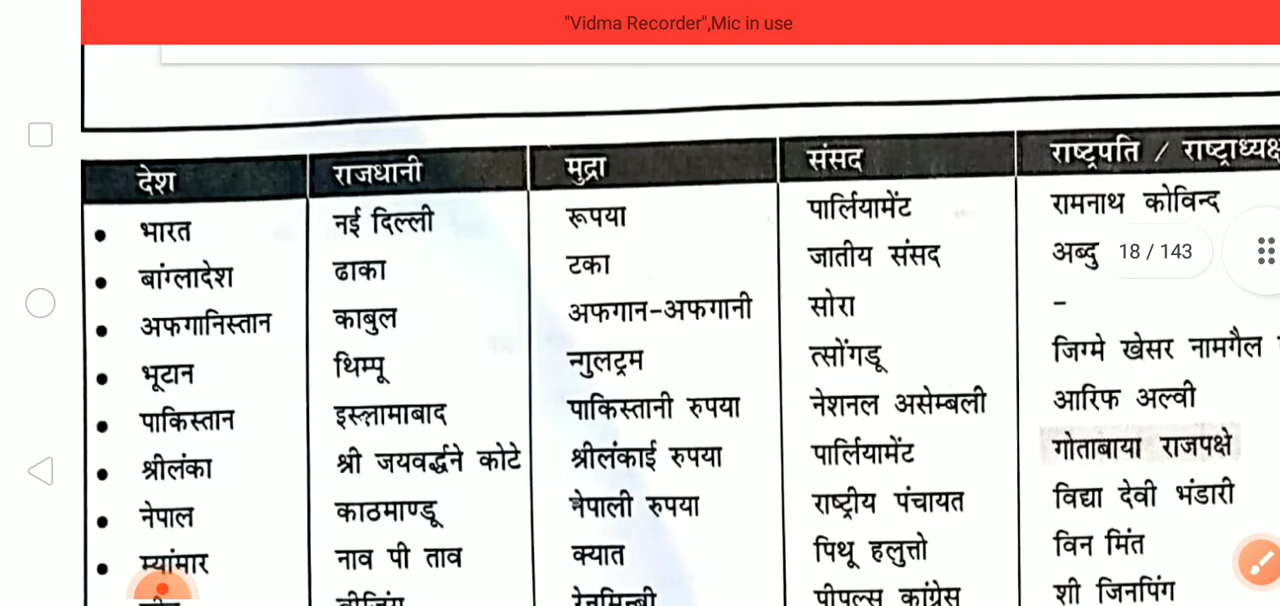 "Vidma Recorder",Mic in use
देश राजधानी मुद्रा संसद राष्ट्रपति / राष्ट्राध्यक्ष
• भारत नई दिल्ली रूपया पार्लियामेंट रामनाथ कोविन्द
• बांग्लादेश ढाका टका जातीय संसद अब्दु 18 / 143
• अफगानिस्तान काबुल अफगान-अफगानी सोरा -
• भूटान थिम्पू न्गुलट्रम त्सोंगडू जिग्मे खेसर नामगैल
• पाकिस्तान इस्लामाबाद पाकिस्तानी रुपया नेशनल असेम्बली आरिफ अल्वी
• श्रीलंका श्री जयवर्द्धने कोटे श्रीलंकाई रुपया पार्लियामेंट गोताबाया राजपक्षे
• नेपाल काठमाण्डू नेपाली रुपया राष्ट्रीय पंचायत विद्या देवी भंडारी
• म्यांमार नाव पी ताव क्यात पिथू हलुत्तो विन मिंत
पीपल्स कांग्रेस शी जिनपिंग